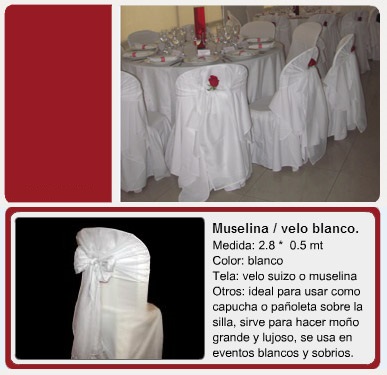 Muselina / velo blanco.
Medida: 2.8 *  0.5 mt
Color: blanco
Tela: velo suizo o muselina
Otros: ideal para usar como
capucha o pañoleta sobre la
silla, sirve para hacer moño
grande y lujoso, se usa en
eventos blancos y sobrios.